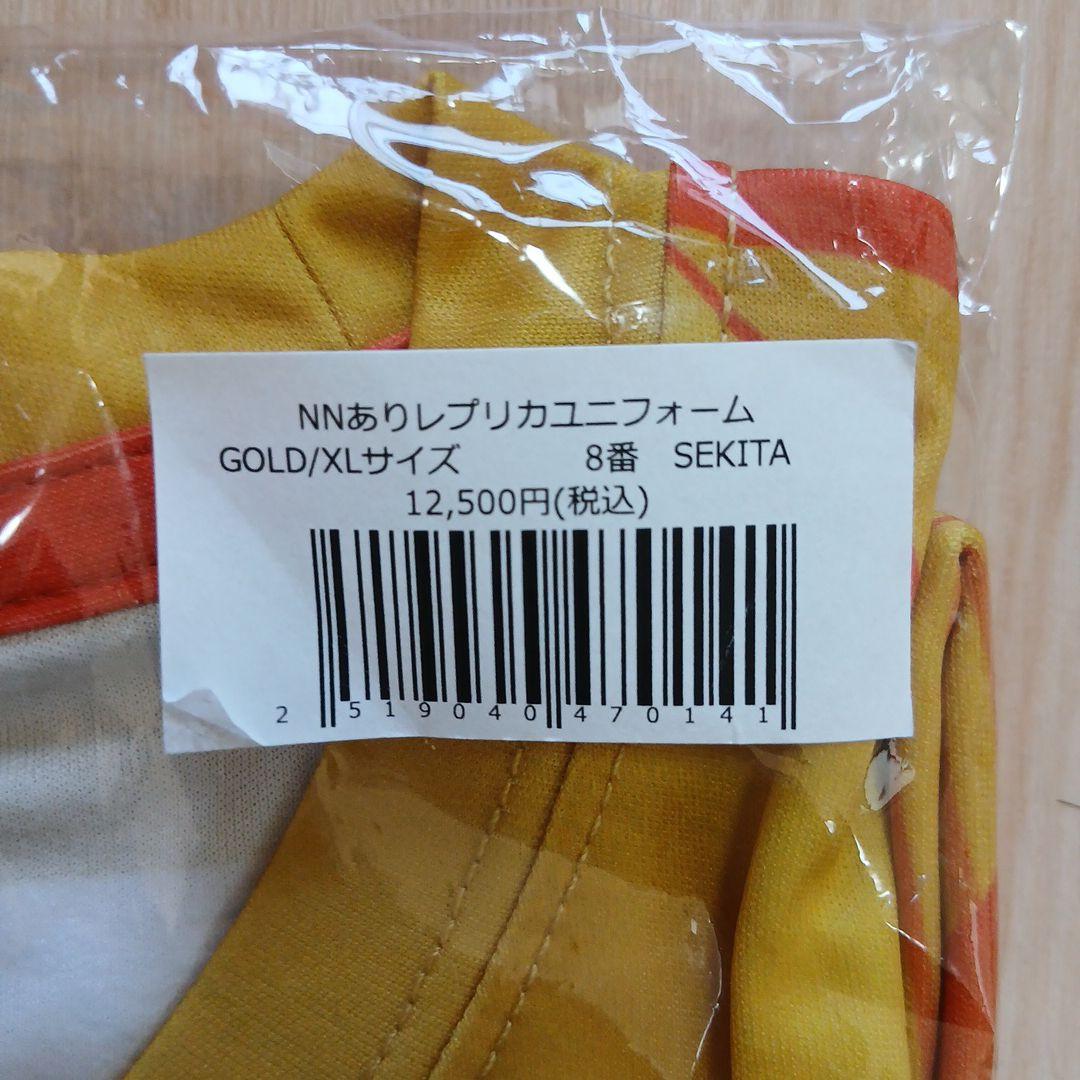 NNありレプリカユニフォーム
GOLD/XLサイズ 8番 SEKITA
12,500円(税込)
2 519040 470141